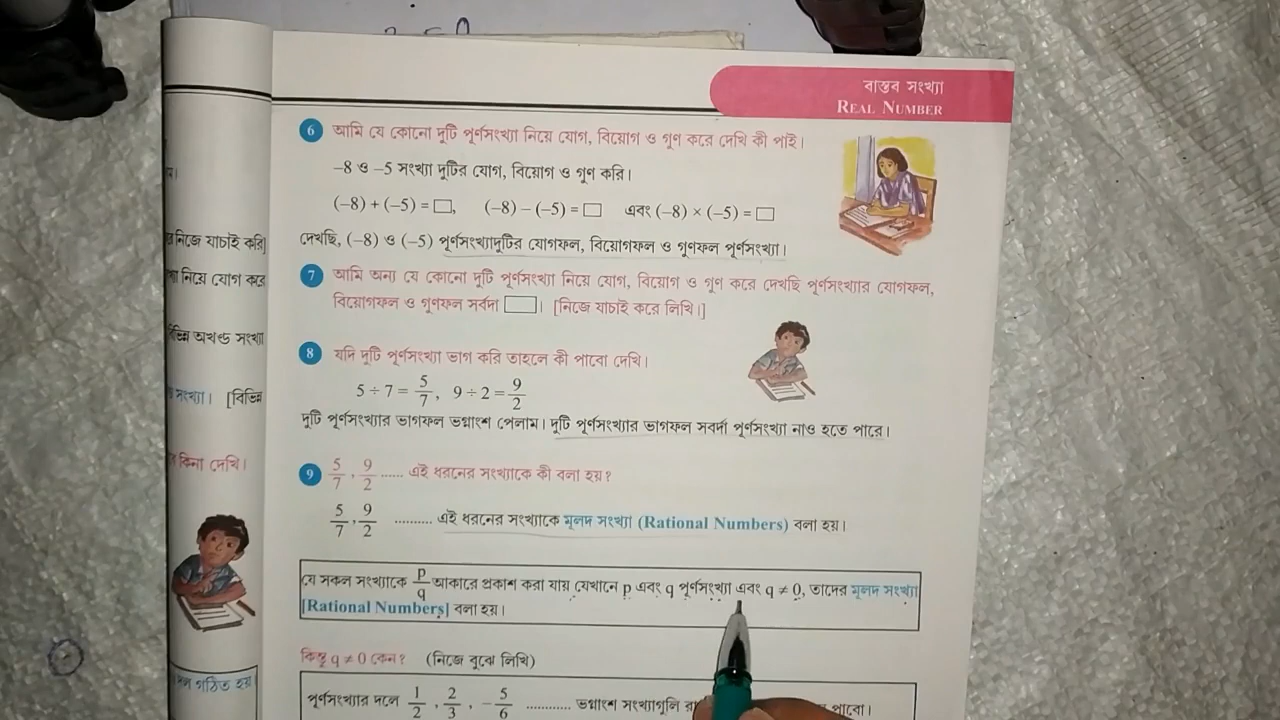 বাস্তব সংখ্যা
REAL NUMBER
6 আমি যে কোনো দুটি পূর্ণসংখ্যা নিয়ে যোগ, বিয়োগ ও গুণ করে দেখি কী পাই।
–8 ও –5 সংখ্যা দুটির যোগ, বিয়োগ ও গুণ করি।
(–8) + (–5) = □, (–8) – (–5) = □ এবং (–8) × (–5) = □
দেখছি, (–8) ও (–5) পূর্ণসংখ্যাদুটির যোগফল, বিয়োগফল ও গুণফল পূর্ণসংখ্যা।
7 আমি অন্য যে কোনো দুটি পূর্ণসংখ্যা নিয়ে যোগ, বিয়োগ ও গুণ করে দেখছি পূর্ণসংখ্যার যোগফল,
বিয়োগফল ও গুণফল সর্বদা □। [নিজে যাচাই করে লিখি।]
8 যদি দুটি পূর্ণসংখ্যা ভাগ করি তাহলে কী পাবো দেখি।
5 ÷ 7 = 5/7, 9 ÷ 2 = 9/2
দুটি পূর্ণসংখ্যার ভাগফল ভগ্নাংশ পেলাম। দুটি পূর্ণসংখ্যার ভাগফল সবর্দা পূর্ণসংখ্যা নাও হতে পারে।
9 5/7, 9/2 ...... এই ধরনের সংখ্যাকে কী বলা হয়?
5/7, 9/2 .......... এই ধরনের সংখ্যাকে মূলদ সংখ্যা (Rational Numbers) বলা হয়।
যে সকল সংখ্যাকে p/q আকারে প্রকাশ করা যায় যেখানে p এবং q পূর্ণসংখ্যা এবং q ≠ 0, তাদের মূলদ সংখ্যা
[Rational Numbers] বলা হয়।
কিন্তু q ≠ 0 কেন? (নিজে বুঝে লিখি)
পূর্ণসংখ্যার দলে 1/2, 2/3, –5/6 ............ ভগ্নাংশ সংখ্যাগুলি পাবো।
নিজে যাচাই করি]
নিয়ে যোগ করে
অখণ্ড সংখ্যা
সংখ্যা। [বিভিন্ন
কিনা দেখি।
দল গঠিত হয়।